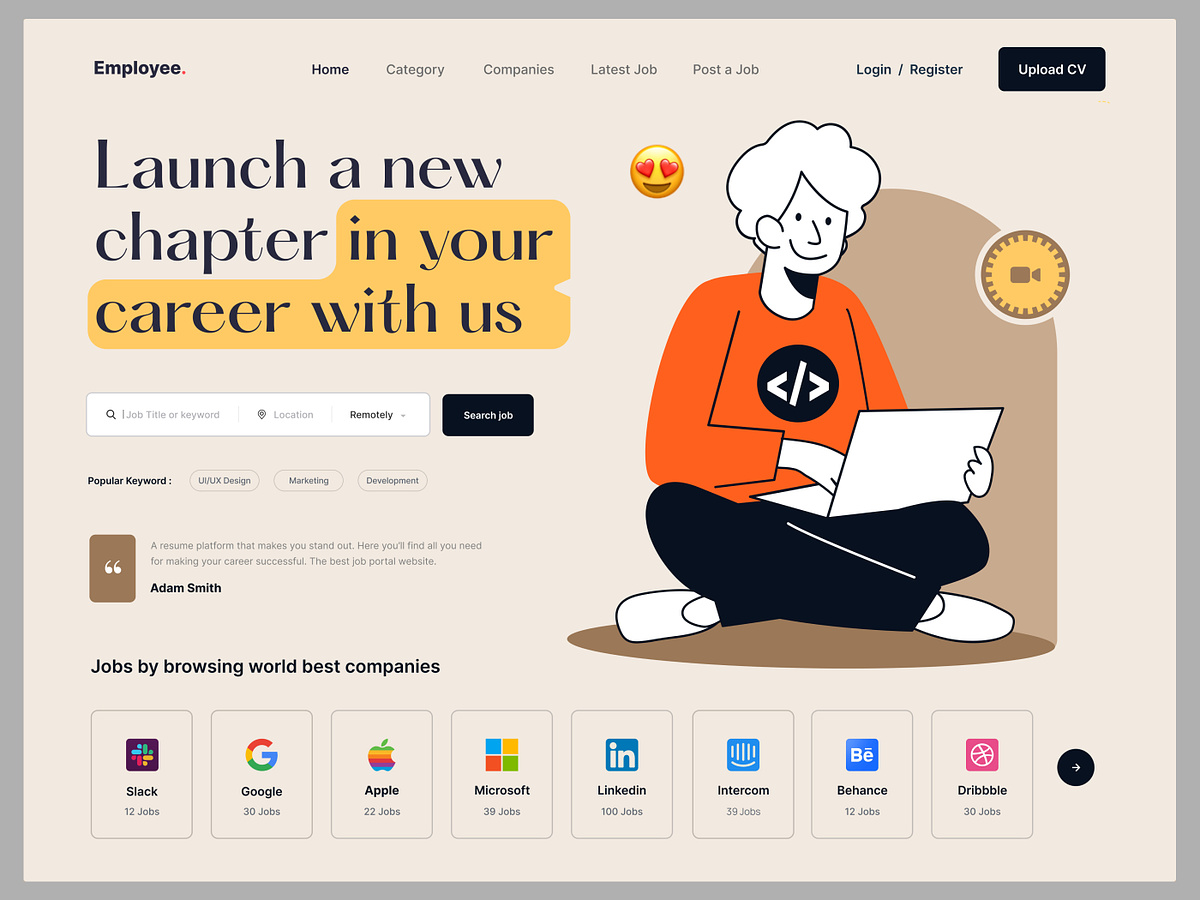 Employee.
Home Category Companies Latest Job Post a Job Login / Register Upload CV
Launch a new
chapter in your
career with us
Job Title or keyword Location Remotely Search job
Popular Keyword : UI/UX Design Marketing Development
A resume platform that makes you stand out. Here you'll find all you need
for making your career successful. The best job portal website.
Adam Smith
</>
Jobs by browsing world best companies
Slack Google Apple Microsoft Linkedin Intercom Behance Dribbble
12 Jobs 30 Jobs 22 Jobs 39 Jobs 100 Jobs 39 Jobs 12 Jobs 30 Jobs
in
Bē